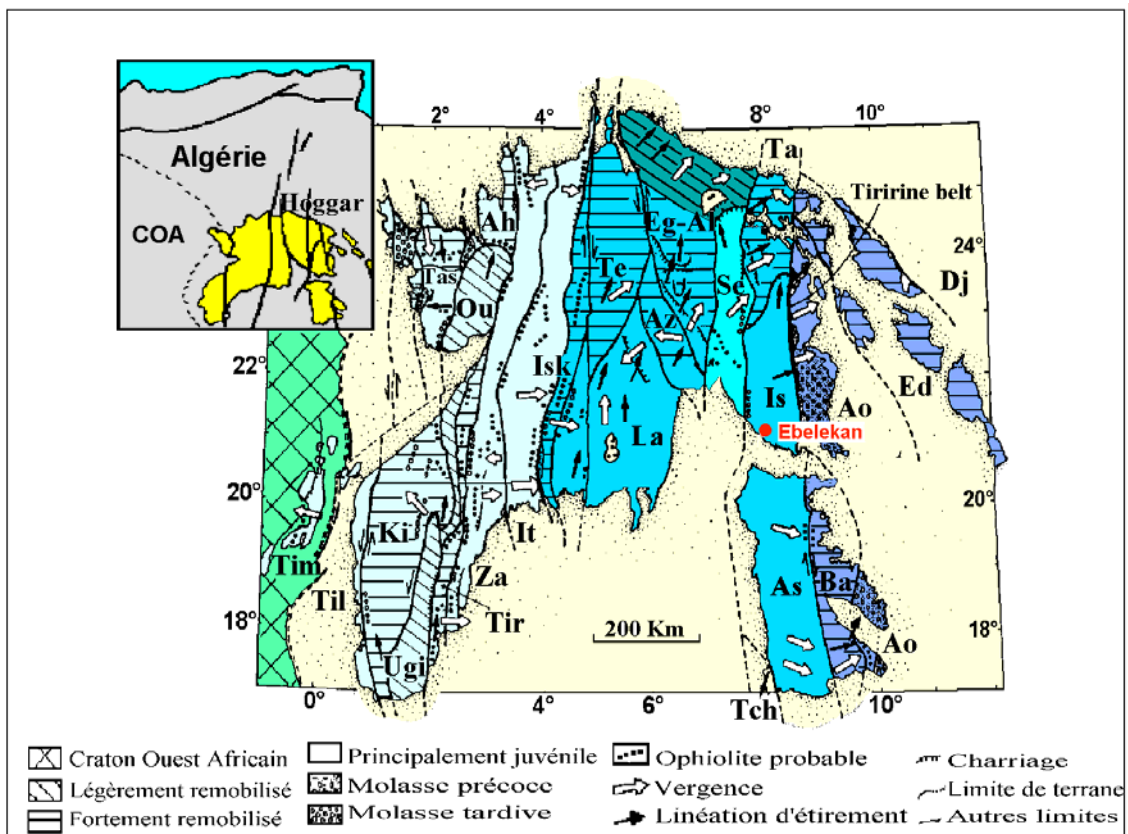 Algérie
Hoggar
COA
2°
4°
8°
10°
Ta
Tiririne belt
24°
Ah
Eg-Al
Tas
Te
Se
Dj
Ou
Az
22°
Isk
Is
Ed
Ao
La
Ebelekan
20°
20°
Ki
It
Tim
Za
As
Ba
Til
Tir
18°
200 Km
18°
Ao
Ugi
0°
4°
6°
Tch
10°
Craton Ouest Africain
Légèrement remobilisé
Fortement remobilisé
Principalement juvénile
Molasse précoce
Molasse tardive
Ophiolite probable
Vergence
Linéation d'étirement
Charriage
Limite de terrane
Autres limites